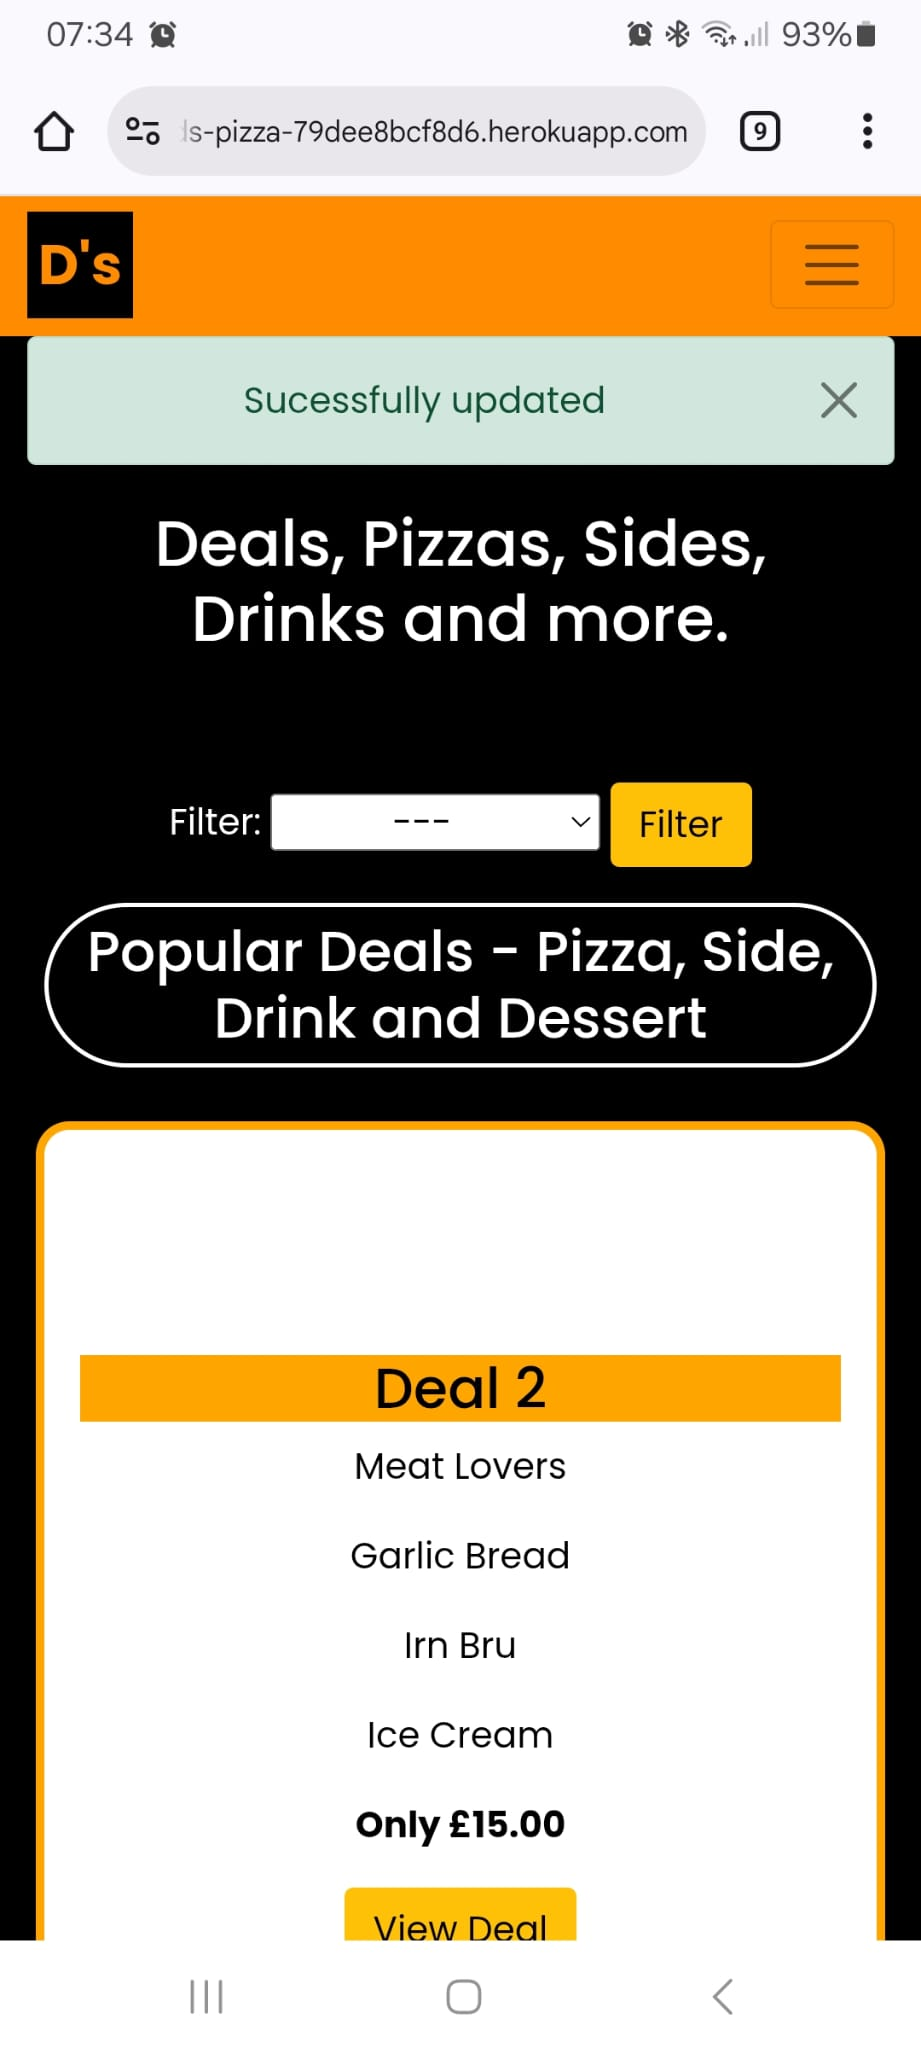 07:34 93%
ls-pizza-79dee8bcf8d6.herokuapp.com 9
D's
Sucessfully updated
Deals, Pizzas, Sides,
Drinks and more.
Filter: --- Filter
Popular Deals - Pizza, Side,
Drink and Dessert
Deal 2
Meat Lovers
Garlic Bread
Irn Bru
Ice Cream
Only £15.00
View Deal